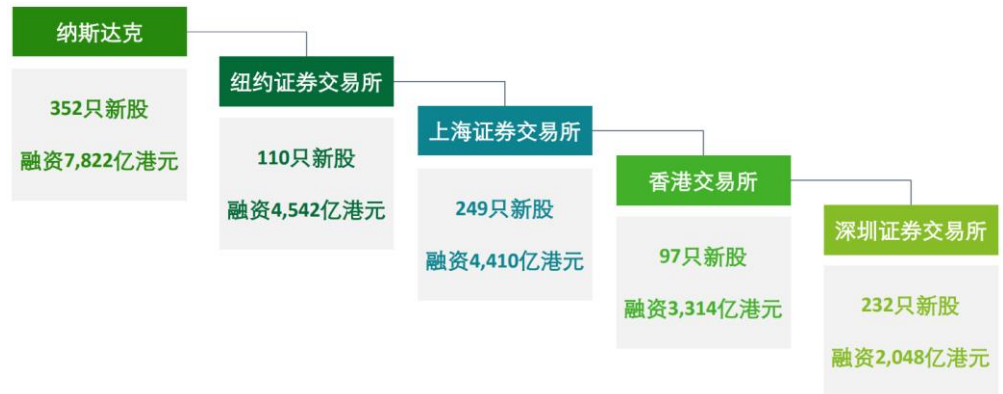 纳斯达克
352只新股
融资7,822亿港元
纽约证券交易所
110只新股
融资4,542亿港元
上海证券交易所
249只新股
融资4,410亿港元
香港交易所
97只新股
融资3,314亿港元
深圳证券交易所
232只新股
融资2,048亿港元